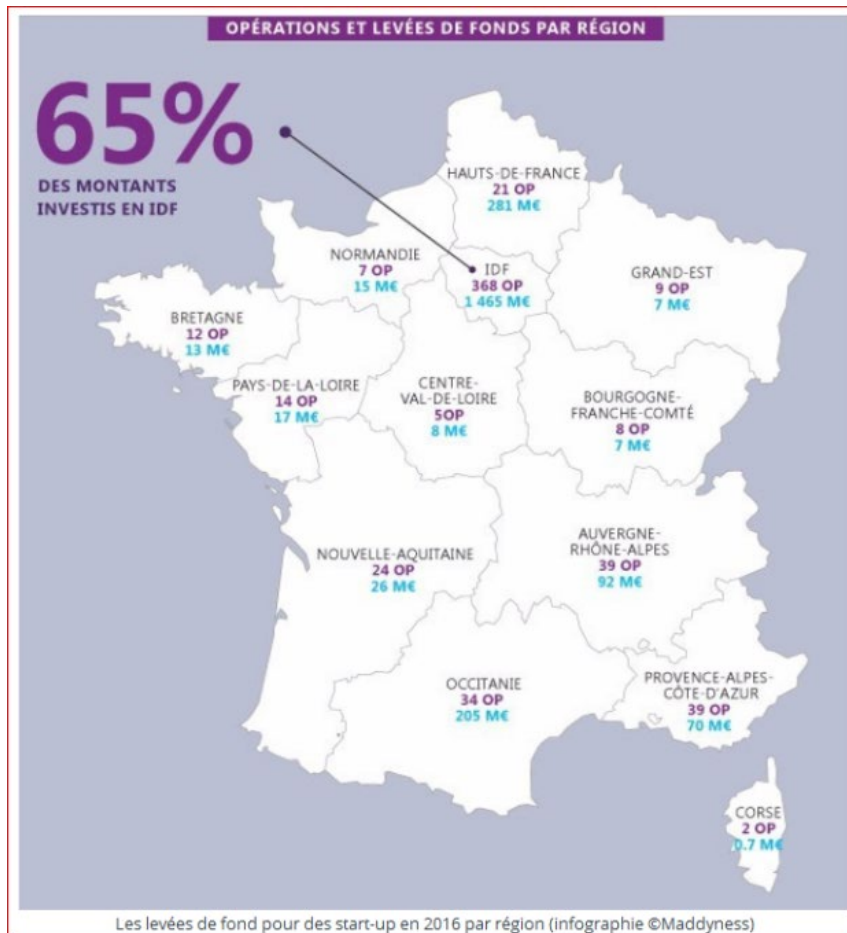 OPÉRATIONS ET LEVÉES DE FONDS PAR RÉGION
65%
DES MONTANTS
INVESTIS EN IDF
HAUTS-DE-FRANCE
21 OP
281 M€
NORMANDIE
7 OP
15 M€
IDF
368 OP
1 465 M€
GRAND-EST
9 OP
7 M€
BRETAGNE
12 OP
13 M€
PAYS-DE-LA-LOIRE
14 OP
17 M€
CENTRE-
VAL-DE-LOIRE
5OP
8 M€
BOURGOGNE-
FRANCHE-COMTÉ
8 OP
7 M€
NOUVELLE-AQUITAINE
24 OP
26 M€
AUVERGNE-
RHÔNE-ALPES
39 OP
92 M€
OCCITANIE
34 OP
205 M€
PROVENCE-ALPES-
CÔTE-D'AZUR
39 OP
70 M€
CORSE
2 OP
0.7 M€
Les levées de fond pour des start-up en 2016 par région (infographie ©Maddyness)